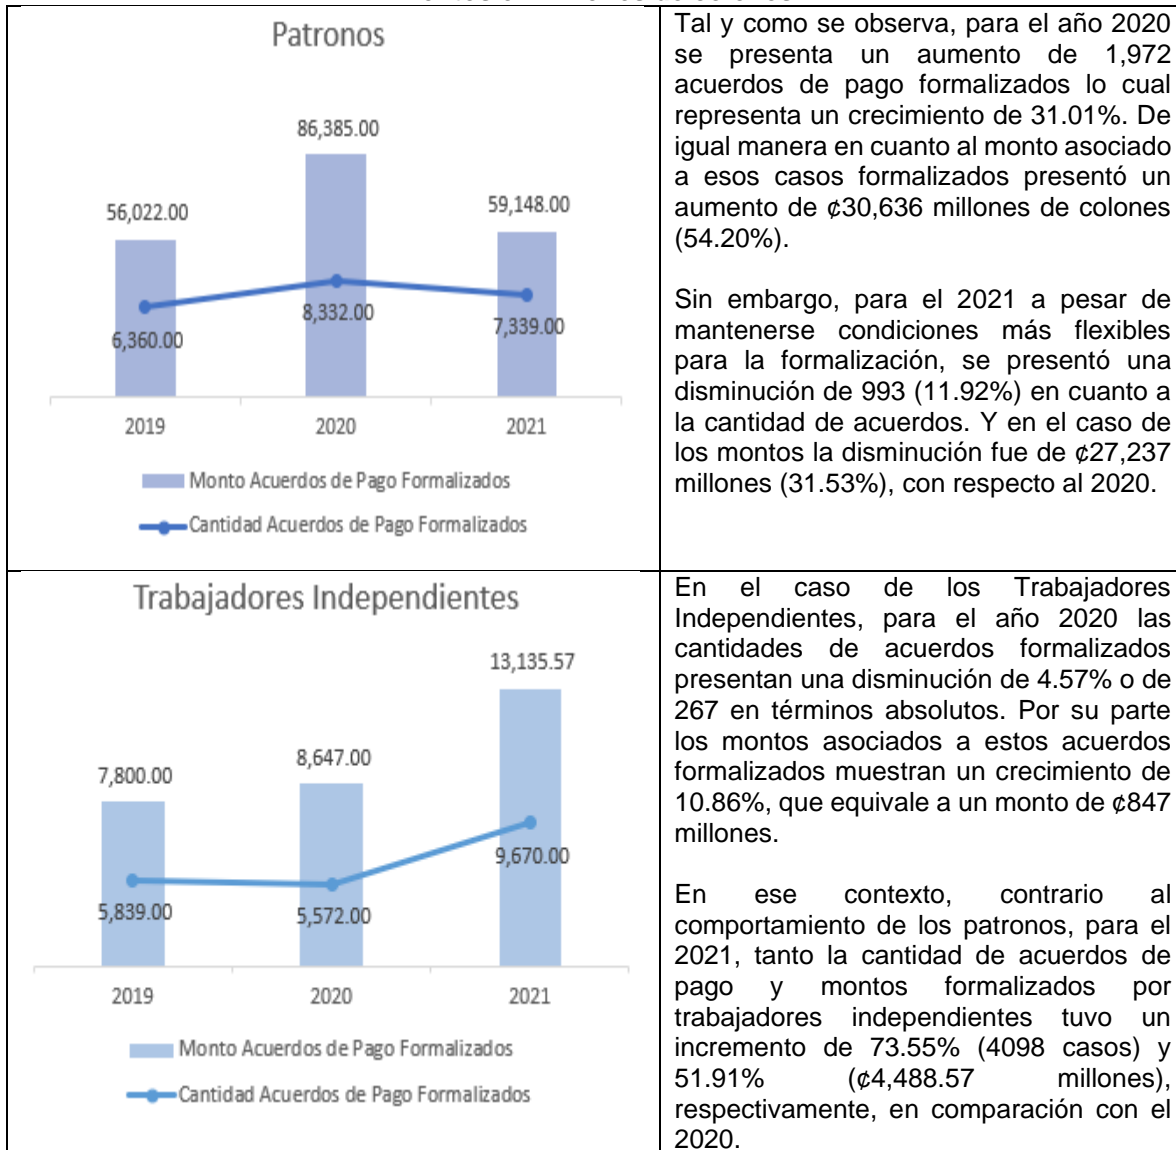 Patronos
86,385.00
56,022.00
59,148.00
8,332.00
6,360.00
7,339.00
2019 2020 2021
Monto Acuerdos de Pago Formalizados
Cantidad Acuerdos de Pago Formalizados
Tal y como se observa, para el año 2020
se presenta un aumento de 1,972
acuerdos de pago formalizados lo cual
representa un crecimiento de 31.01%. De
igual manera en cuanto al monto asociado
a esos casos formalizados presentó un
aumento de ₡30,636 millones de colones
(54.20%).
Sin embargo, para el 2021 a pesar de
mantenerse condiciones más flexibles
para la formalización, se presentó una
disminución de 993 (11.92%) en cuanto a
la cantidad de acuerdos. Y en el caso de
los montos la disminución fue de ₡27,237
millones (31.53%), con respecto al 2020.
Trabajadores Independientes
13,135.57
8,647.00
7,800.00
9,670.00
5,839.00
5,572.00
2019 2020 2021
Monto Acuerdos de Pago Formalizados
Cantidad Acuerdos de Pago Formalizados
En el caso de los Trabajadores
Independientes, para el año 2020 las
cantidades de acuerdos formalizados
presentan una disminución de 4.57% o de
267 en términos absolutos. Por su parte
los montos asociados a estos acuerdos
formalizados muestran un crecimiento de
10.86%, que equivale a un monto de ₡847
millones.
En ese contexto, contrario al
comportamiento de los patronos, para el
2021, tanto la cantidad de acuerdos de
pago y montos formalizados por
trabajadores independientes tuvo un
incremento de 73.55% (4098 casos) y
51.91% (₡4,488.57 millones),
respectivamente, en comparación con el
2020.